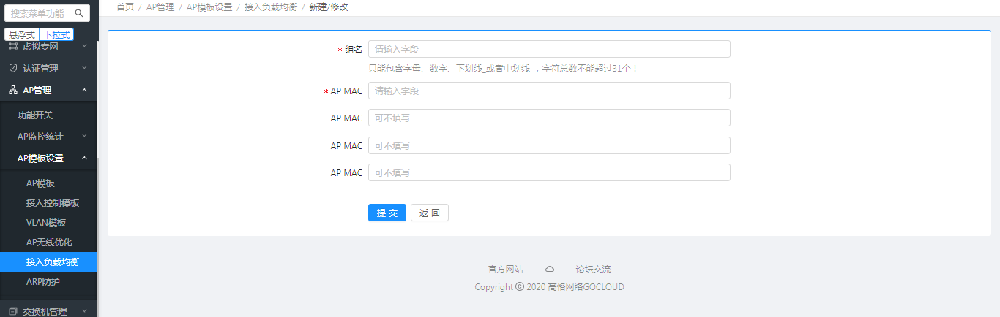 搜索菜单功能
悬浮式 下拉式
虚拟专网
认证管理
AP管理
功能开关
AP监控统计
AP模板设置
AP模板
接入控制模板
VLAN模板
AP无线优化
接入负载均衡
ARP防护
交换机管理
首页 / AP管理 / AP模板设置 / 接入负载均衡 / 新建/修改
* 组名 请输入字段
只能包含字母、数字、下划线_或者中划线-，字符总数不能超过31个！
* AP MAC 请输入字段
AP MAC 可不填写
AP MAC 可不填写
AP MAC 可不填写
提 交 返 回
官方网站 论坛交流
Copyright © 2020 高恪网络GOCLOUD